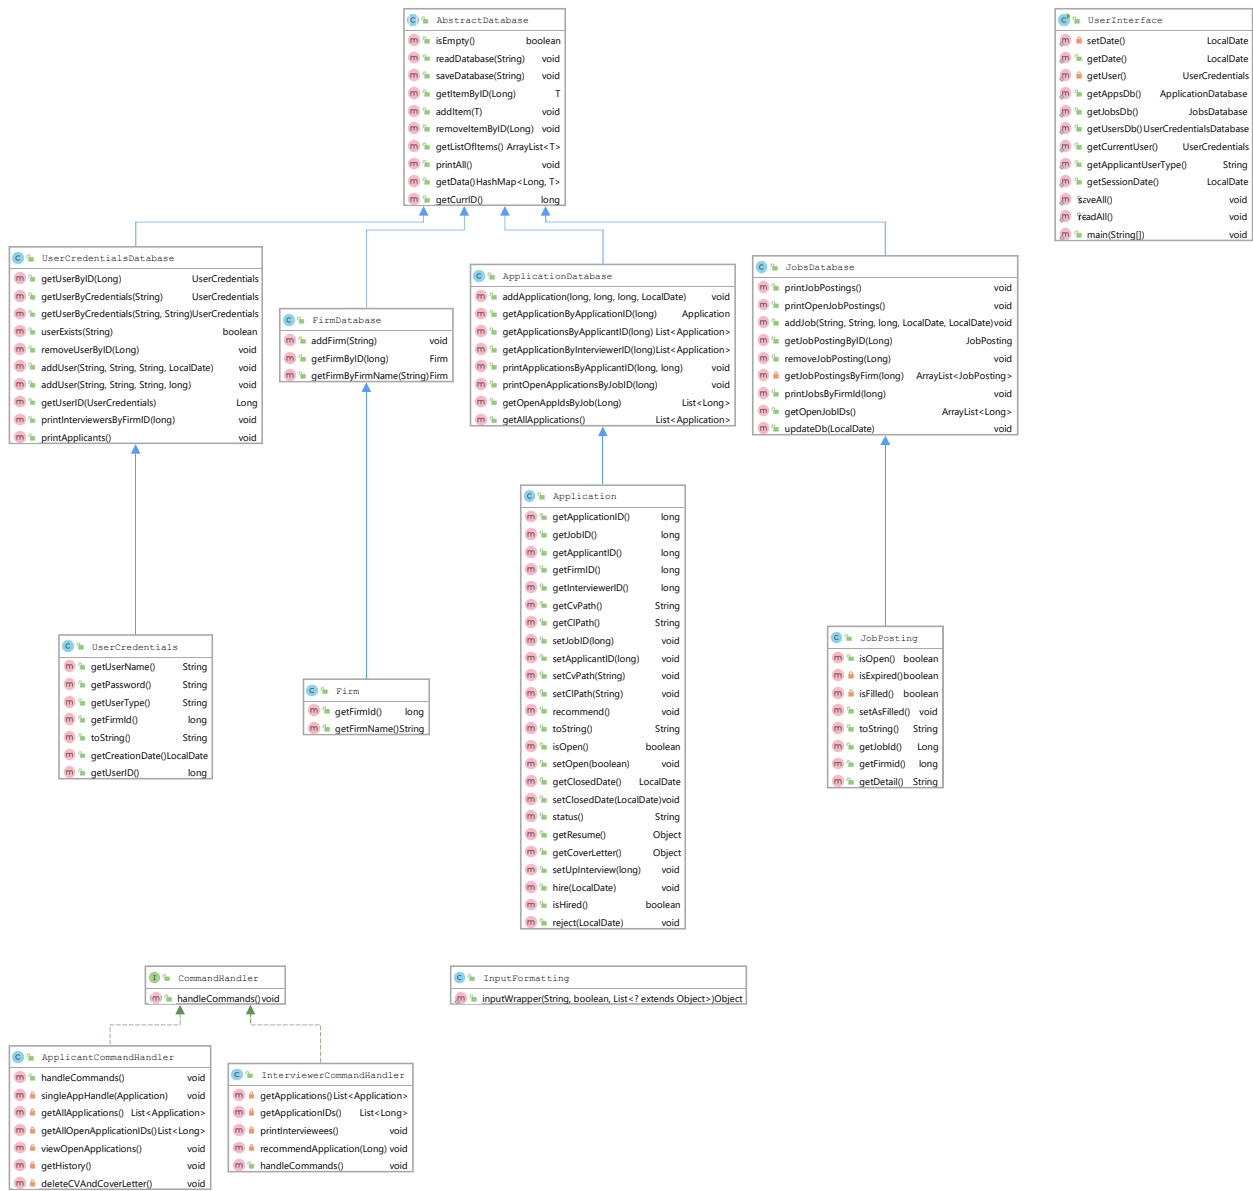 AbstractDatabase
isEmpty() boolean
readDatabase(String) void
saveDatabase(String) void
getItemByID(Long) T
addItem(T) void
removeItemByID(Long) void
getListOfItems() ArrayList<T>
printAll() void
getData()HashMap<Long, T>
getCurrID() long
UserInterface
setDate() LocalDate
getDate() LocalDate
getUser() UserCredentials
getAppsDb() ApplicationDatabase
getJobsDb() JobsDatabase
getUsersDb()UserCredentialsDatabase
getCurrentUser() UserCredentials
getApplicantUserType() String
getSessionDate() LocalDate
saveAll() void
readAll() void
main(String[]) void
UserCredentialsDatabase
getUserByID(Long) UserCredentials
getUserByCredentials(String) UserCredentials
getUserByCredentials(String, String)UserCredentials
userExists(String) boolean
removeUserByID(Long) void
addUser(String, String, String, LocalDate) void
addUser(String, String, String, long) void
getUserID(UserCredentials) Long
printInterviewersByFirmID(long) void
printApplicants() void
FirmDatabase
addFirm(String) void
getFirmByID(long) Firm
getFirmByFirmName(String)Firm
ApplicationDatabase
addApplication(long, long, long, LocalDate) void
getApplicationByApplicationID(long) Application
getApplicationsByApplicantID(long) List<Application>
getApplicationByInterviewerID(long)List<Application>
printApplicationsByApplicantID(long, long) void
printOpenApplicationsByJobID(long) void
getOpenAppIdsByJob(Long) List<Long>
getAllApplications() List<Application>
JobsDatabase
printJobPostings() void
printOpenJobPostings() void
addJob(String, String, long, LocalDate, LocalDate)void
getJobPostingByID(Long) JobPosting
removeJobPosting(Long) void
getJobPostingsByFirm(long) ArrayList<JobPosting>
printJobsByFirmId(long) void
getOpenJobIDs() ArrayList<Long>
updateDb(LocalDate) void
UserCredentials
getUserName() String
getPassword() String
getUserType() String
getFirmId() long
toString() String
getCreationDate()LocalDate
getUserID() long
Firm
getFirmId() long
getFirmName()String
Application
getApplicationID() long
getJobID() long
getApplicantID() long
getFirmID() long
getInterviewerID() long
getCvPath() String
getClPath() String
setJobID(long) void
setApplicantID(long) void
setCvPath(String) void
setClPath(String) void
recommend() void
toString() String
isOpen() boolean
setOpen(boolean) void
getClosedDate() LocalDate
setClosedDate(LocalDate)void
status() String
getResume() Object
getCoverLetter() Object
setUpInterview(long) void
hire(LocalDate) void
isHired() boolean
reject(LocalDate) void
JobPosting
isOpen() boolean
isExpired()boolean
isFilled() boolean
setAsFilled() void
toString() String
getJobId() Long
getFirmid() long
getDetail() String
CommandHandler
handleCommands()void
InputFormatting
inputWrapper(String, boolean, List<? extends Object>)Object
ApplicantCommandHandler
handleCommands() void
singleAppHandle(Application) void
getAllApplications() List<Application>
getAllOpenApplicationIDs()List<Long>
viewOpenApplications() void
getHistory() void
deleteCVAndCoverLetter() void
InterviewerCommandHandler
getApplications()List<Application>
getApplicationIDs() List<Long>
printInterviewees() void
recommendApplication(Long) void
handleCommands() void